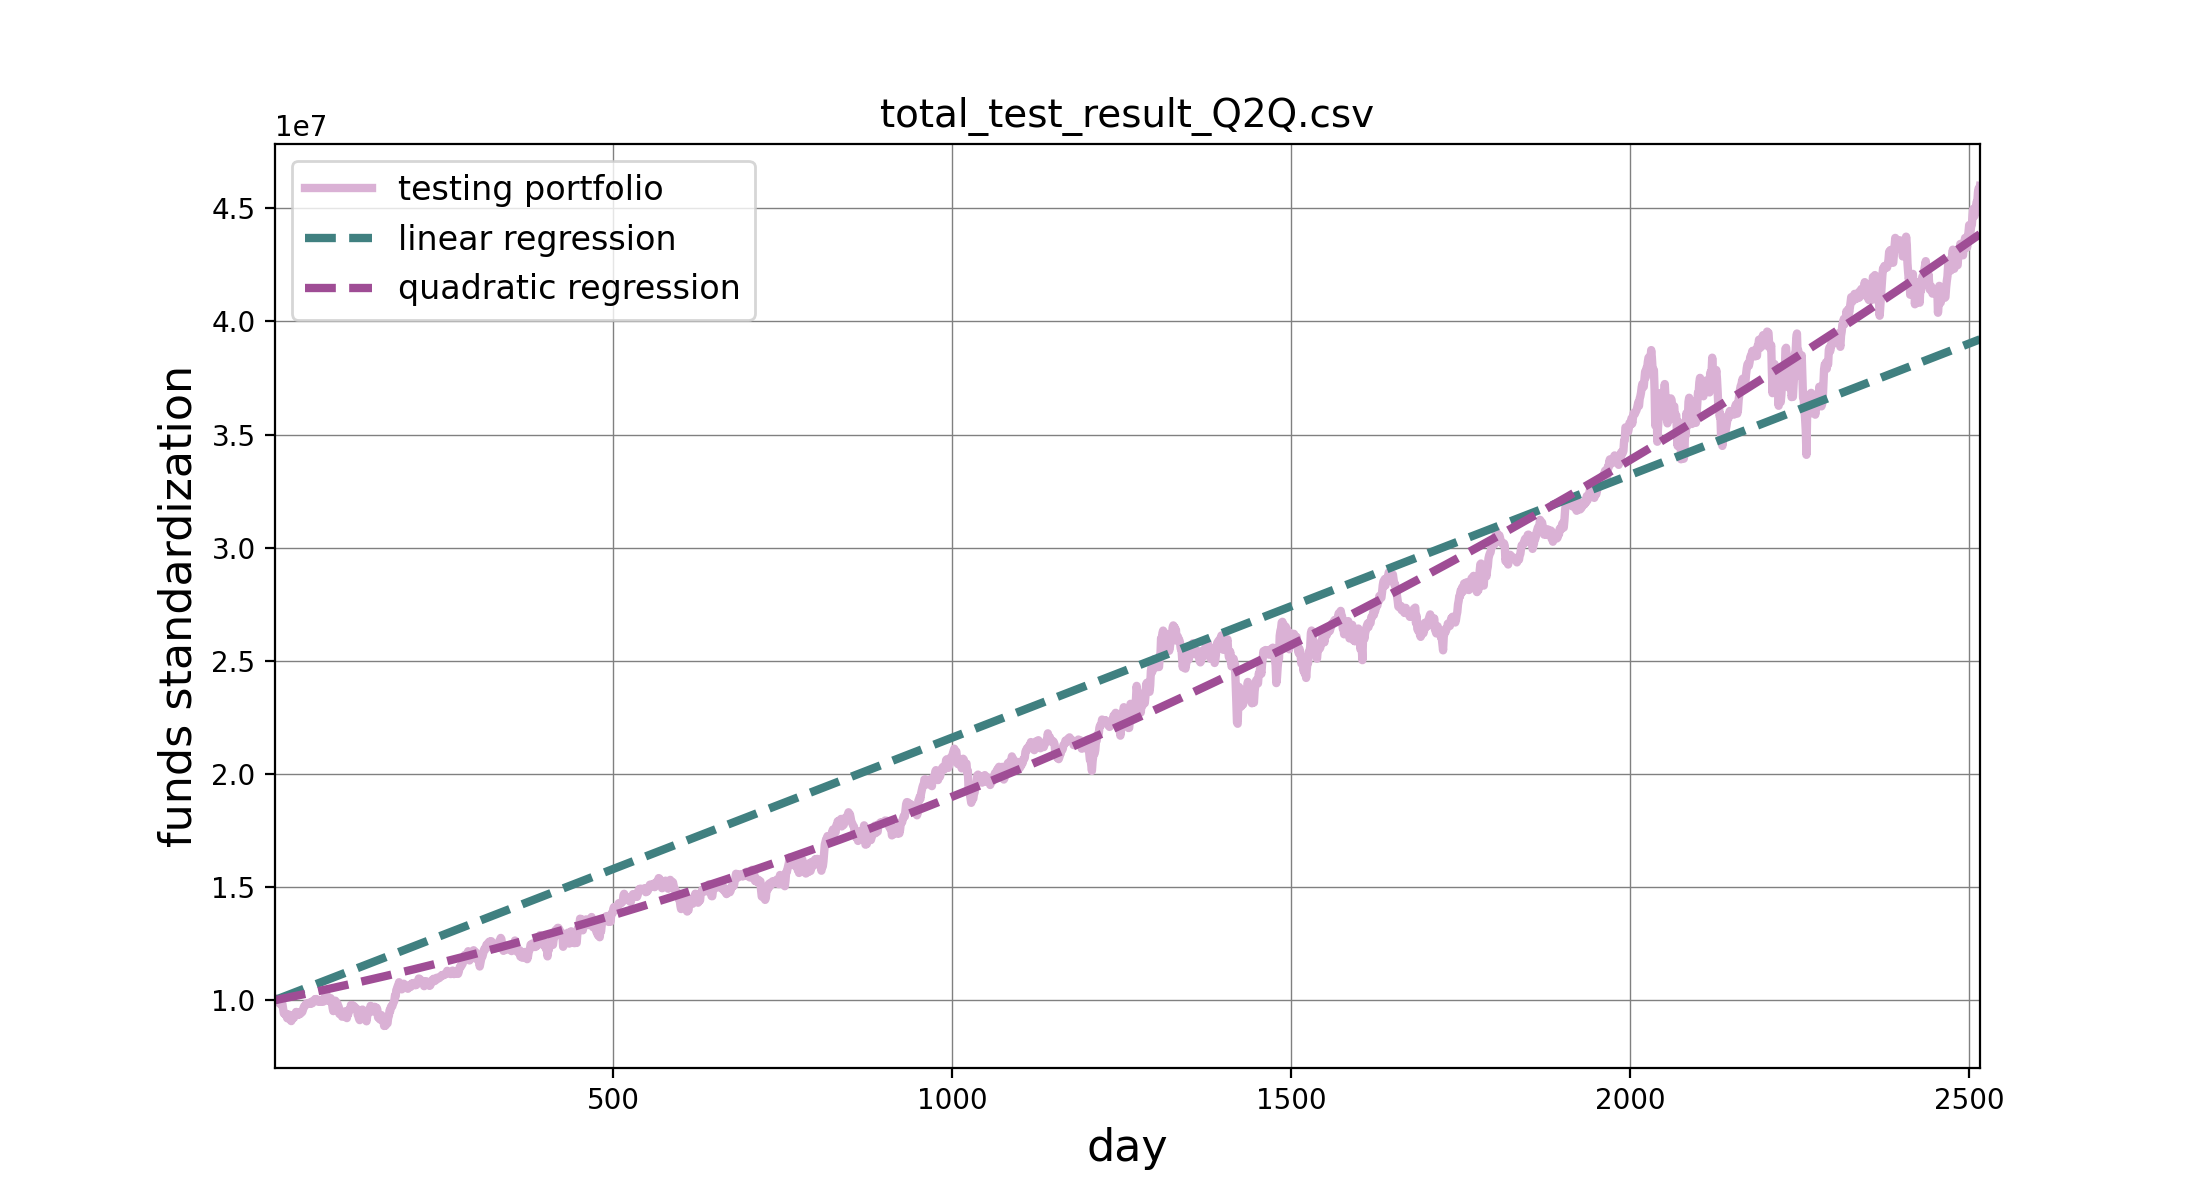 total_test_result_Q2Q.csv
1e7
testing portfolio
linear regression
quadratic regression
4.5
4.0
3.5
3.0
2.5
2.0
1.5
1.0
funds standardization
500
1000
1500
2000
2500
day